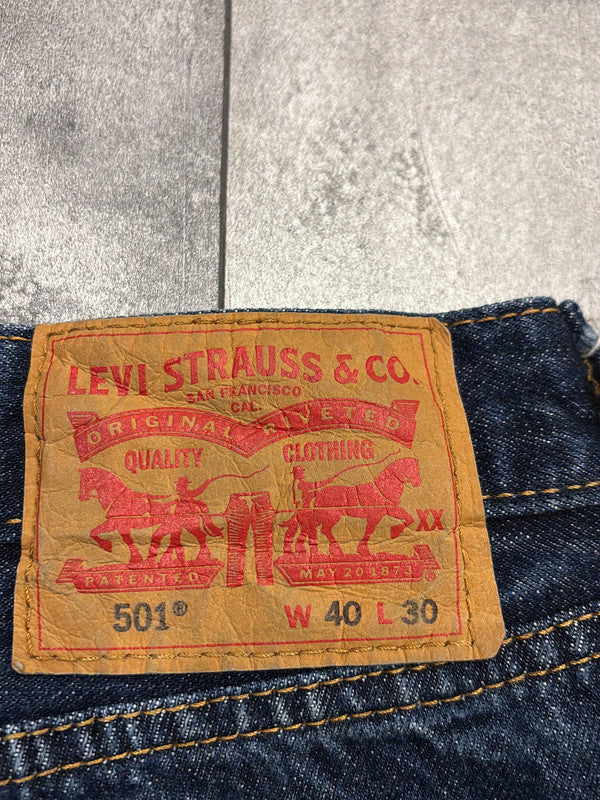 LEVI STRAUSS & CO.
SAN FRANCISCO
CAL.
ORIGINAL RIVETED
QUALITY CLOTHING
XX
PATENTED MAY 20 1873 ®
501® W 40 L 30